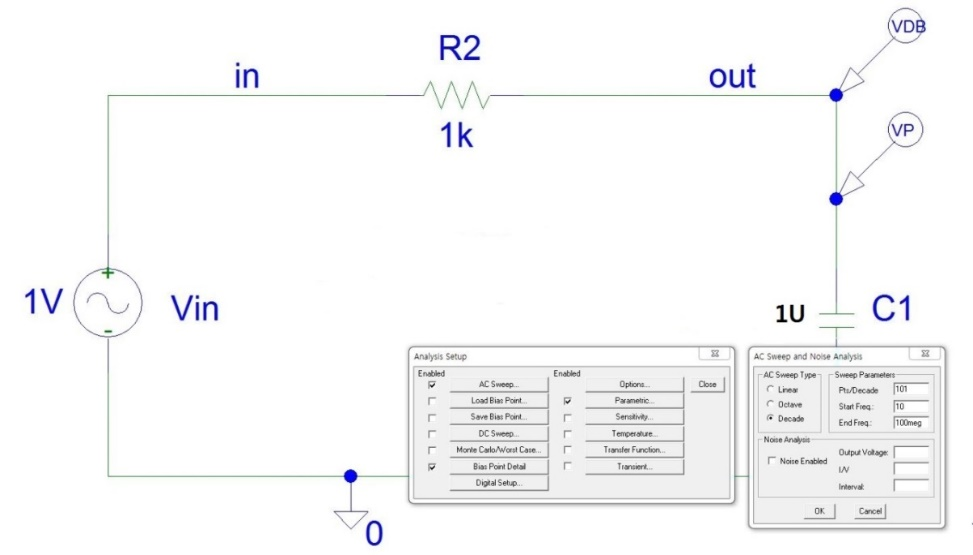 VDB
R2
in
out
1k
VP
1V
Vin
1U
C1
0
Analysis Setup
Enabled
Enabled
AC Sweep...
Options...
Close
Load Bias Point...
Parametric...
Save Bias Point...
Sensitivity...
DC Sweep...
Temperature...
Monte Carlo/Worst Case...
Transfer Function...
Bias Point Detail
Transient...
Digital Setup...
AC Sweep and Noise Analysis
AC Sweep Type
Sweep Parameters
Linear
Pts/Decade
101
Octave
Start Freq.:
10
Decade
End Freq.:
100meg
Noise Analysis
Noise Enabled
Output Voltage:
I/V
Interval:
OK
Cancel